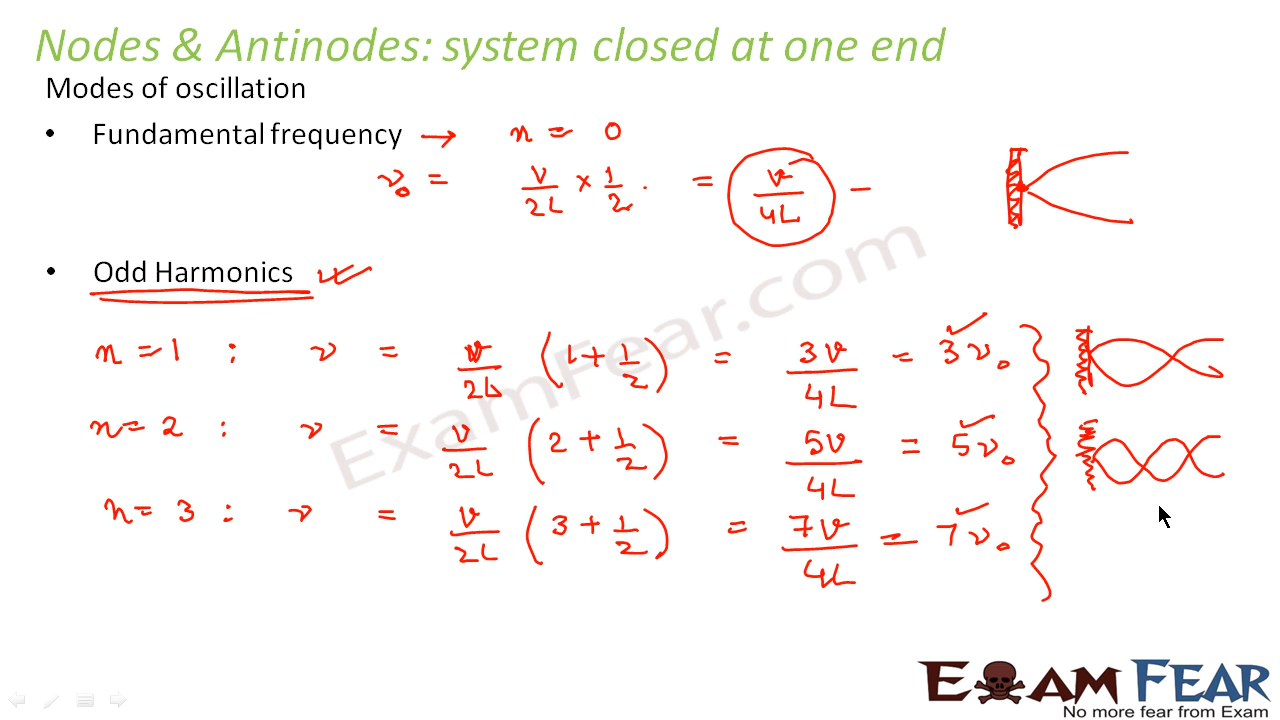 Nodes & Antinodes: system closed at one end
Modes of oscillation
• Fundamental frequency → n = 0
ν₀ = v/2L × 1/2 . = v/4L –
• Odd Harmonics
n = 1 : ν = v/2L (1 + 1/2) = 3v/4L = 3ν₀
n = 2 : ν = v/2L (2 + 1/2) = 5v/4L = 5ν₀
n = 3 : ν = v/2L (3 + 1/2) = 7v/4L = 7ν₀
ExamFear.com
EXAM FEAR
No more fear from Exam